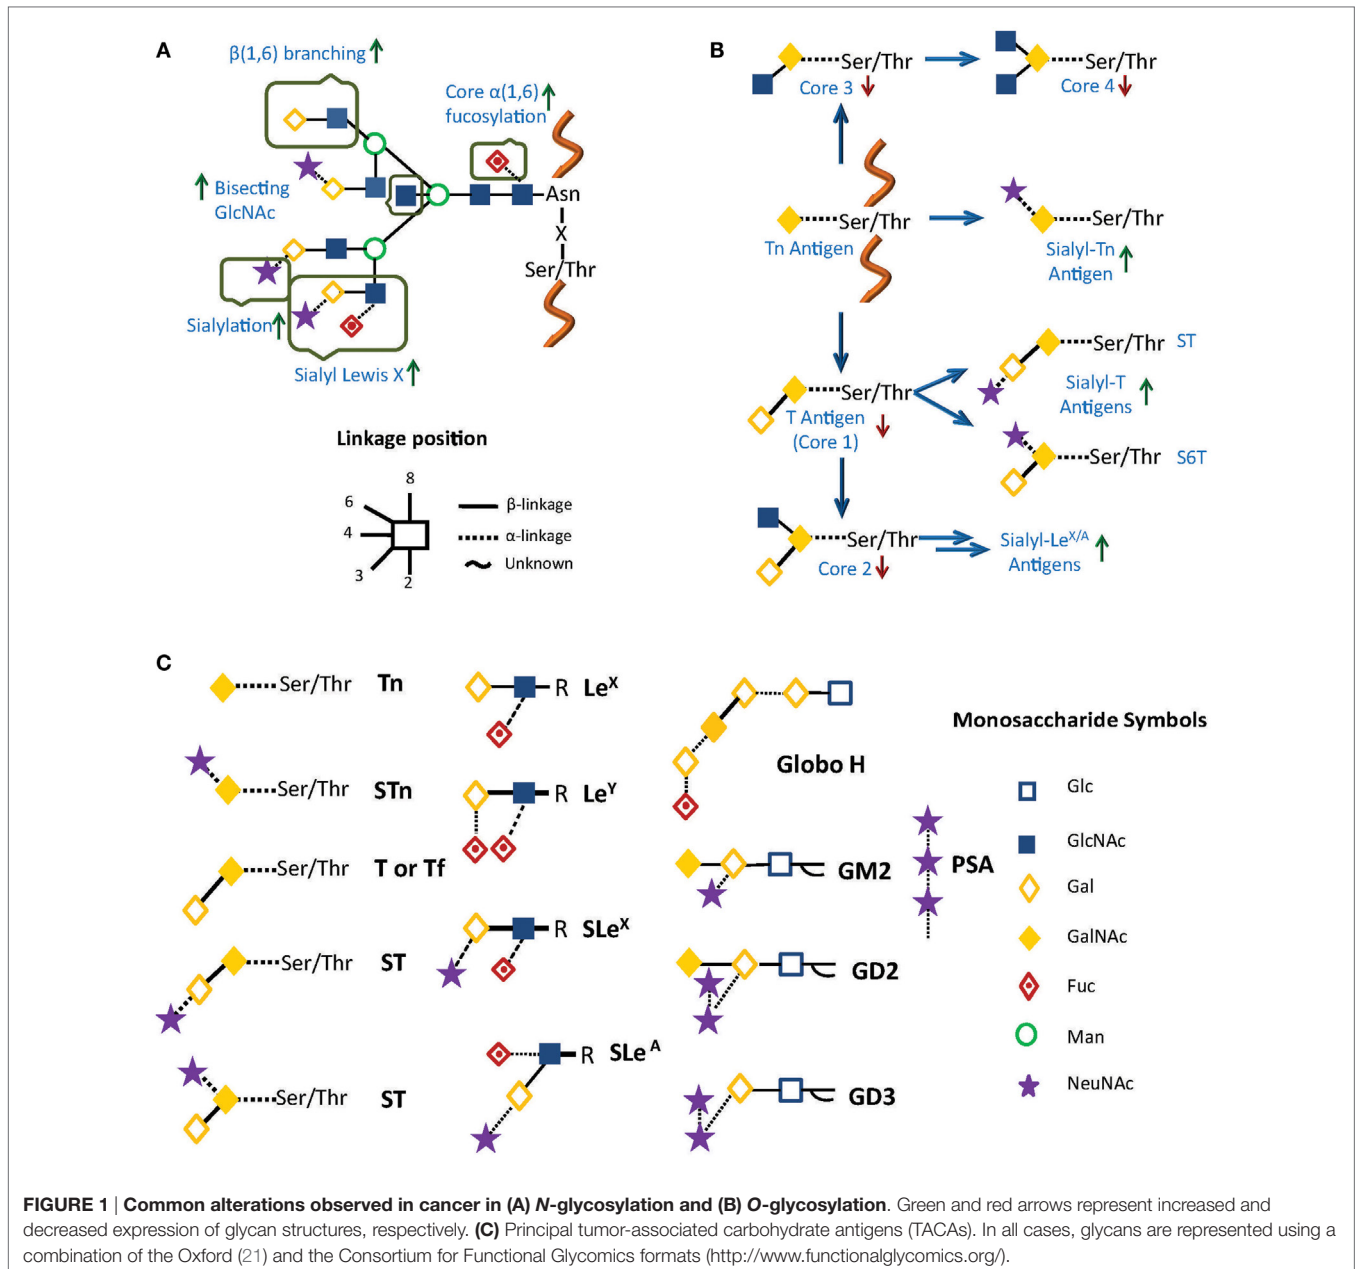 A
β(1,6) branching
Core α(1,6)
fucosylation
Bisecting
GlcNAc
Asn
X
Ser/Thr
Sialylation
Sialyl Lewis X
Linkage position
8
6
4
3
2
β-linkage
α-linkage
Unknown
B
Ser/Thr
Core 3
Ser/Thr
Core 4
Ser/Thr
Tn Antigen
Ser/Thr
Sialyl-Tn
Antigen
Ser/Thr ST
Sialyl-T
Antigens
Ser/Thr
T Antigen
(Core 1)
Ser/Thr S6T
Ser/Thr
Core 2
Sialyl-Le^X/A
Antigens
C
Ser/Thr Tn
Ser/Thr STn
Ser/Thr T or Tf
Ser/Thr ST
Ser/Thr ST
R Le^X
R Le^Y
R SLe^X
R SLe^A
Globo H
GM2
GD2
GD3
PSA
Monosaccharide Symbols
Glc
GlcNAc
Gal
GalNAc
Fuc
Man
NeuNAc
FIGURE 1 | Common alterations observed in cancer in (A) N-glycosylation and (B) O-glycosylation. Green and red arrows represent increased and
decreased expression of glycan structures, respectively. (C) Principal tumor-associated carbohydrate antigens (TACAs). In all cases, glycans are represented using a
combination of the Oxford (21) and the Consortium for Functional Glycomics formats (http://www.functionalglycomics.org/).